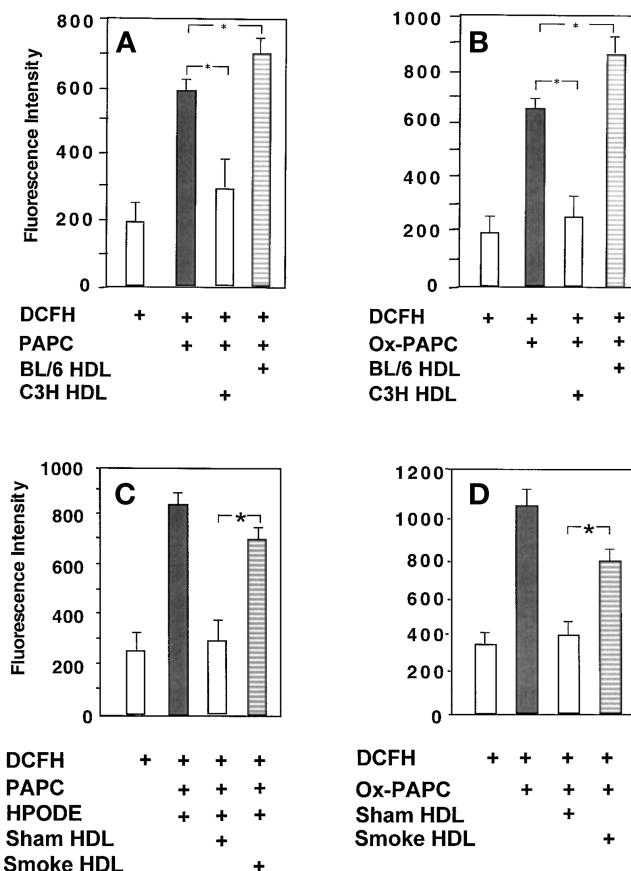 A
Fluorescence Intensity
800
600
400
200
0
*
*
DCFH + + + +
PAPC + + +
BL/6 HDL +
C3H HDL +
B
1000
800
600
400
200
0
*
*
DCFH + + + +
Ox-PAPC + + +
BL/6 HDL +
C3H HDL +
C
Fluorescence Intensity
1000
800
600
400
200
0
*
DCFH + + + +
PAPC + + +
HPODE + + +
Sham HDL +
Smoke HDL +
D
1200
1000
800
600
400
200
0
*
DCFH + + + +
Ox-PAPC + + +
Sham HDL +
Smoke HDL +